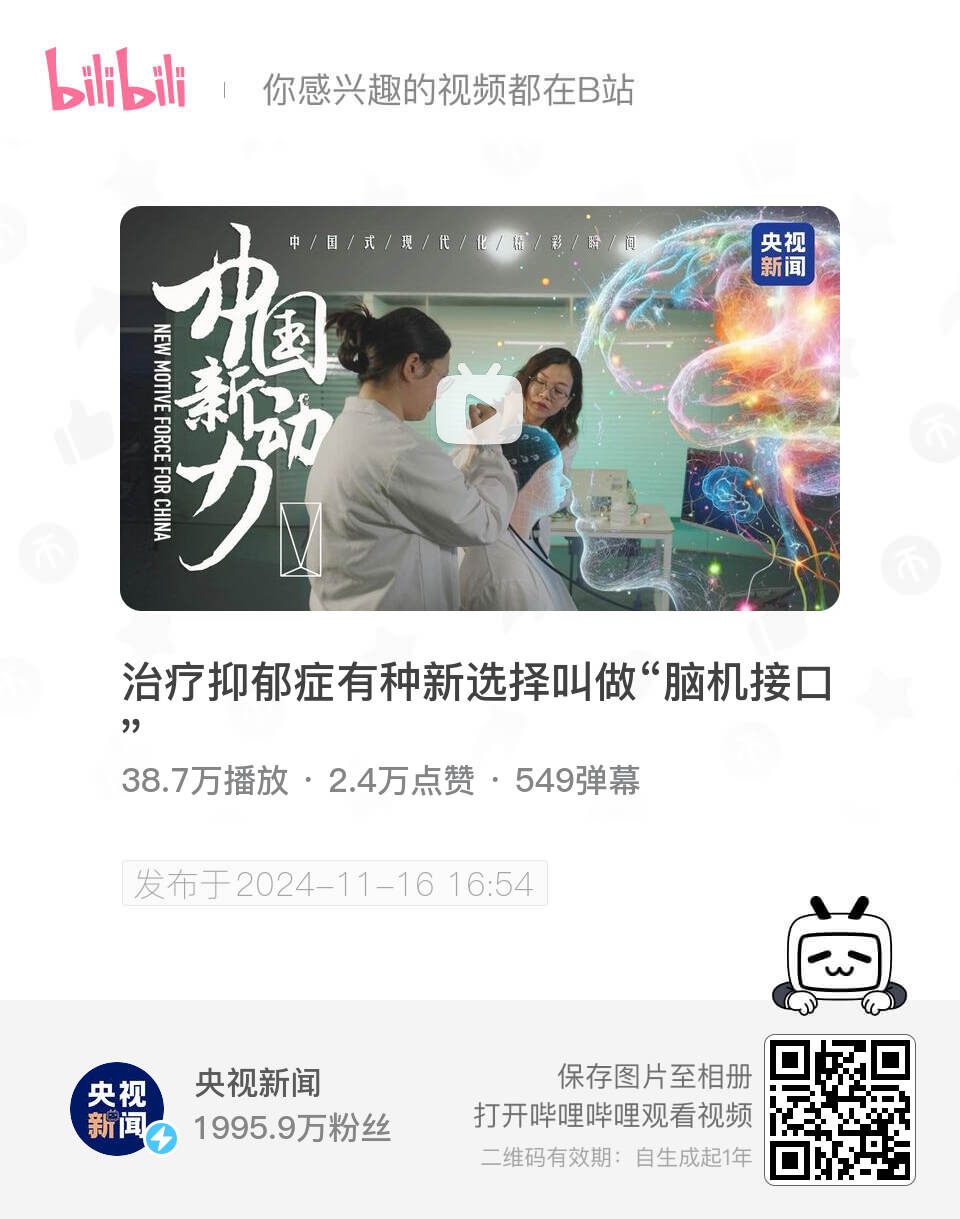 bilibili
你感兴趣的视频都在B站
中/国/式/现/代/化/精/彩/瞬/间
央视
新闻
中国
新动
力
NEW MOTIVE FORCE FOR CHINA
治疗抑郁症有种新选择叫做“脑机接口
”
38.7万播放 · 2.4万点赞 · 549弹幕
发布于2024-11-16 16:54
央视
新闻
央视新闻
1995.9万粉丝
保存图片至相册
打开哔哩哔哩观看视频
二维码有效期：自生成起1年